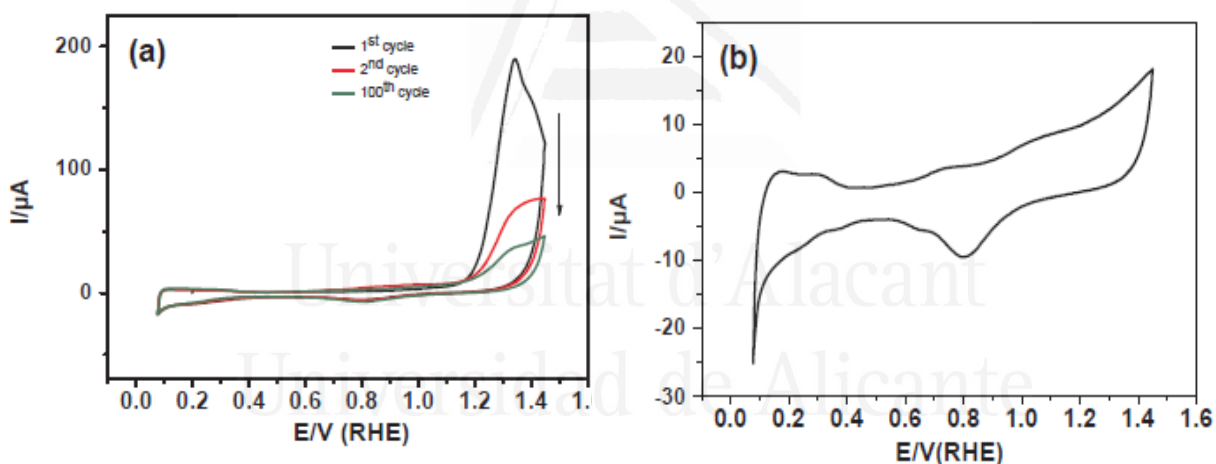 (a)
1st cycle
2nd cycle
100th cycle
200
100
0
I/µA
0.0 0.2 0.4 0.6 0.8 1.0 1.2 1.4 1.
E/V (RHE)
(b)
20
10
0
-10
-20
-30
I/µA
0.0 0.2 0.4 0.6 0.8 1.0 1.2 1.4 1.6
E/V(RHE)
Universitat d'Alacant
Universidad de Alicante